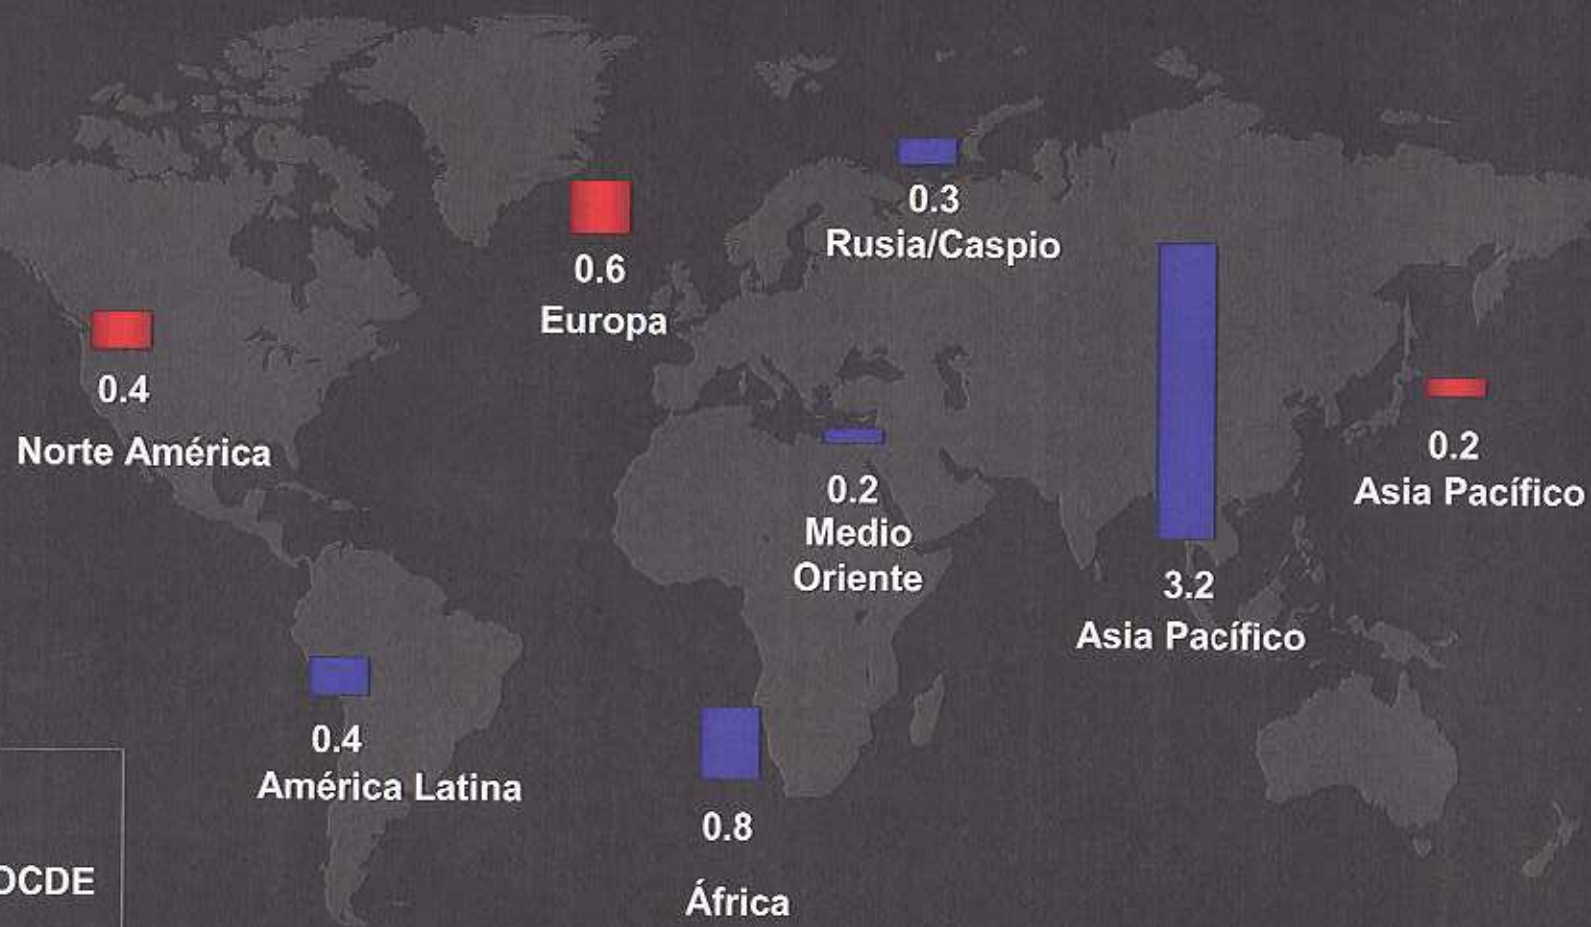 0.3
Rusia/Caspio
0.6
Europa
0.4
Norte América
0.2
Asia Pacífico
0.2
Medio
Oriente
3.2
Asia Pacífico
0.4
América Latina
0.8
África
OCDE